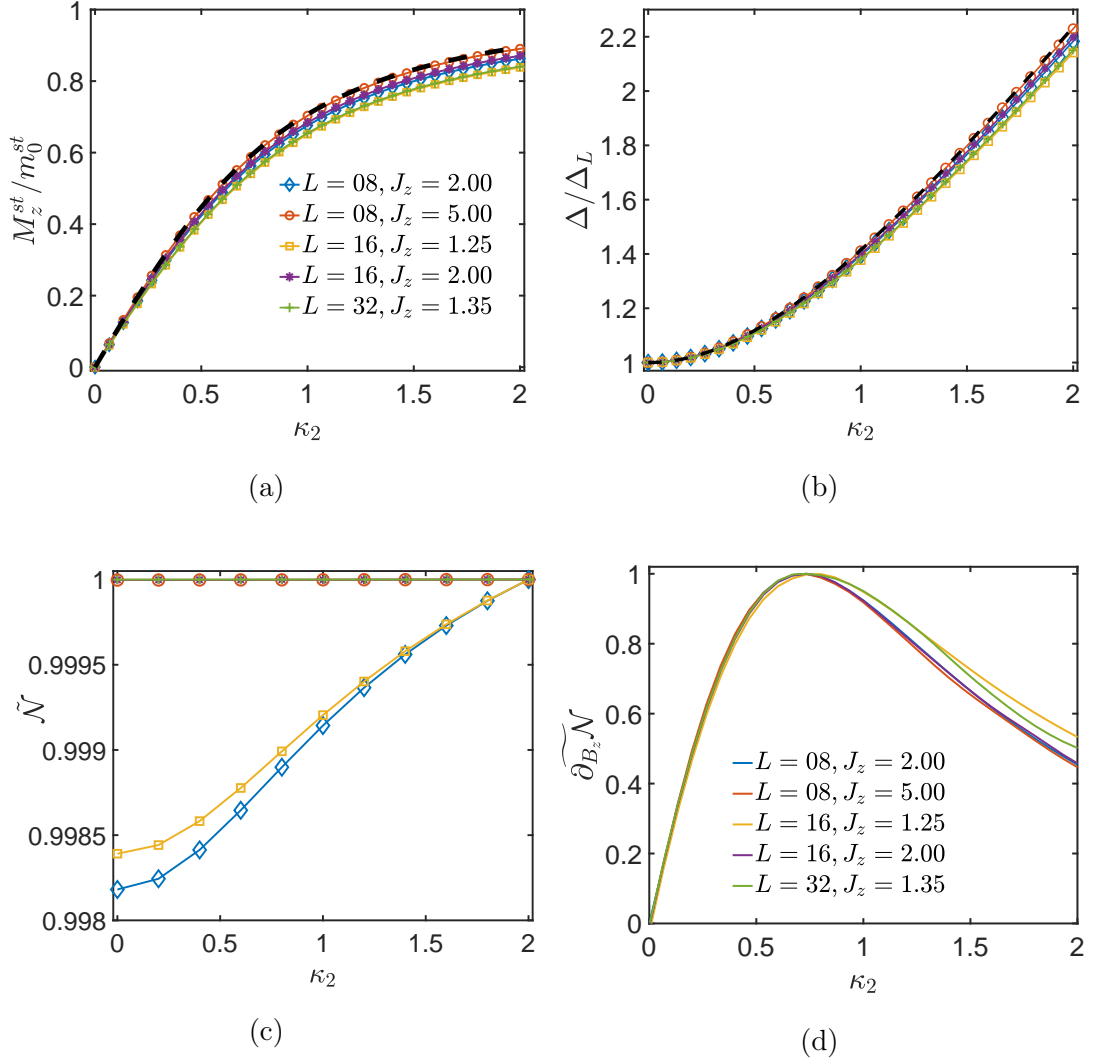 M_z^{st}/m_0^{st}
1
0.8
0.6
0.4
0.2
0
0 0.5 1 1.5 2
κ₂
L = 08, J_z = 2.00
L = 08, J_z = 5.00
L = 16, J_z = 1.25
L = 16, J_z = 2.00
L = 32, J_z = 1.35
(a)
Δ/Δ_L
2.2
2
1.8
1.6
1.4
1.2
1
0 0.5 1 1.5 2
κ₂
(b)
\tilde{𝒩}
1
0.9995
0.999
0.9985
0.998
0 0.5 1 1.5 2
κ₂
(c)
\widetilde{∂_{B_z}𝒩}
1
0.8
0.6
0.4
0.2
0
0 0.5 1 1.5 2
κ₂
L = 08, J_z = 2.00
L = 08, J_z = 5.00
L = 16, J_z = 1.25
L = 16, J_z = 2.00
L = 32, J_z = 1.35
(d)